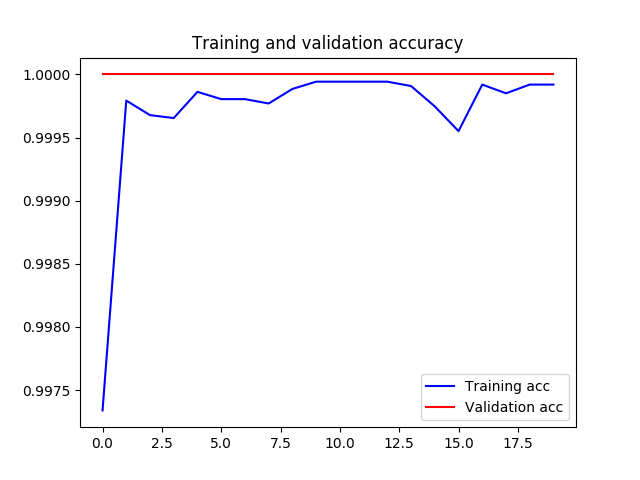 Training and validation accuracy
1.0000
0.9995
0.9990
0.9985
0.9980
0.9975
0.0 2.5 5.0 7.5 10.0 12.5 15.0 17.5
Training acc
Validation acc